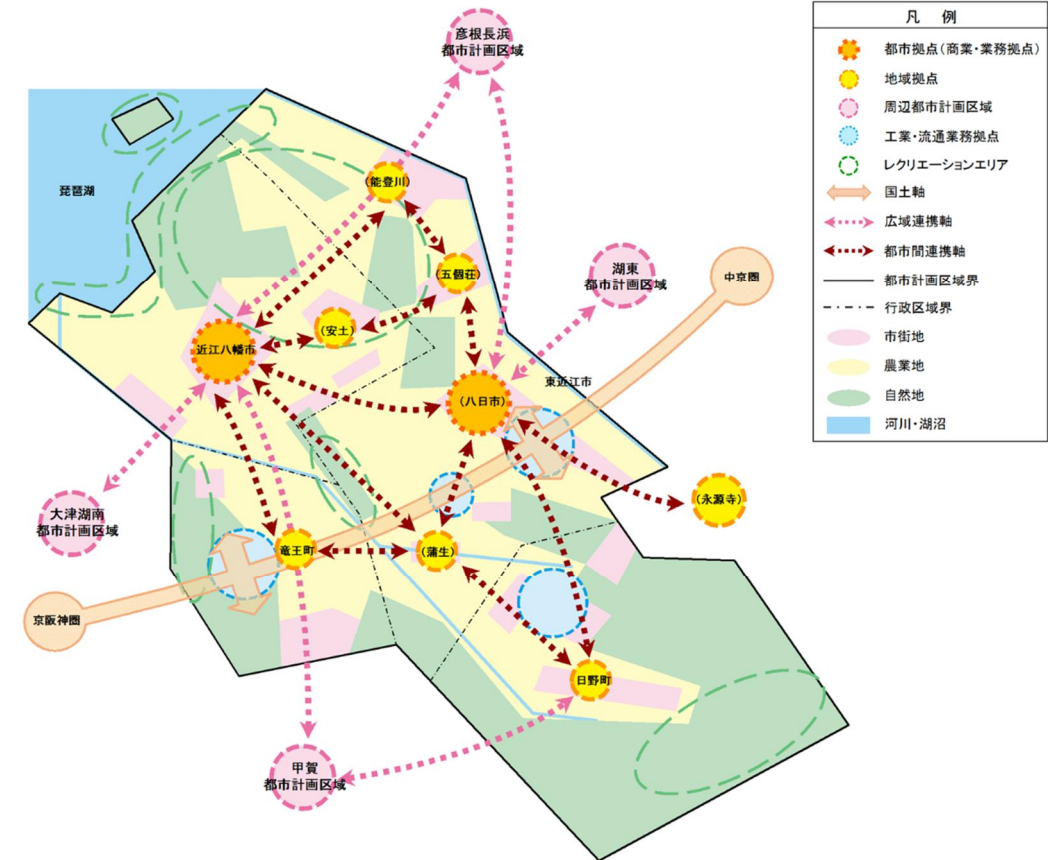 彦根長浜
都市計画区域
琵琶湖
(能登川)
(五個荘)
湖東
都市計画区域
中京圏
(安土)
近江八幡市
東近江市
(八日市)
(永源寺)
大津湖南
都市計画区域
竜王町
(蒲生)
京阪神圏
日野町
甲賀
都市計画区域
凡 例
都市拠点(商業・業務拠点)
地域拠点
周辺都市計画区域
工業・流通業務拠点
レクリエーションエリア
国土軸
広域連携軸
都市間連携軸
都市計画区域界
行政区域界
市街地
農業地
自然地
河川・湖沼